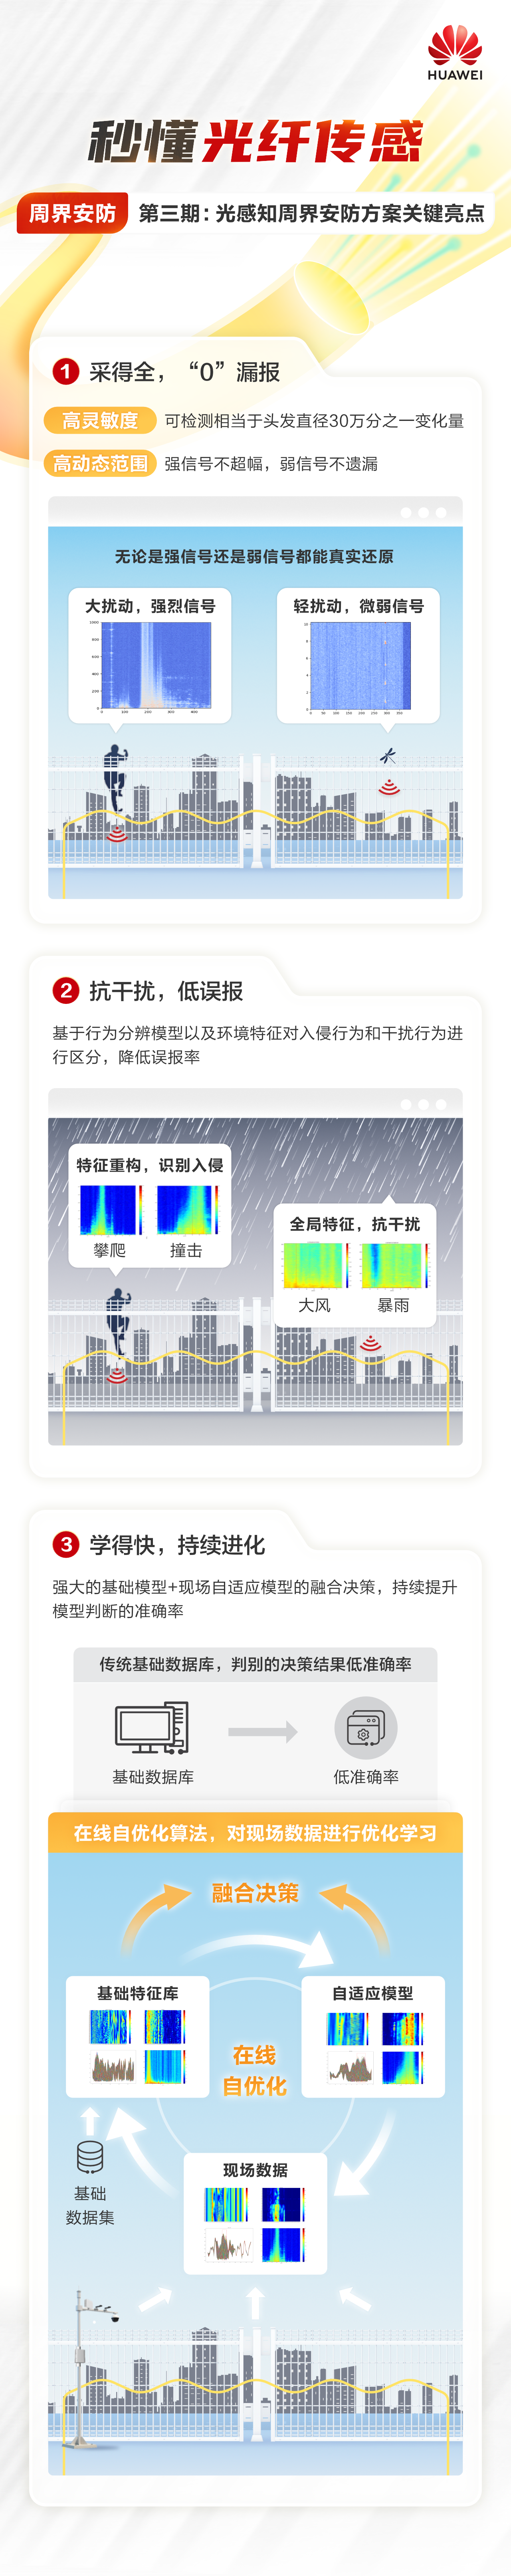 HUAWEI
秒懂光纤传感
周界安防 第三期：光感知周界安防方案关键亮点
1 采得全，“0”漏报
高灵敏度 可检测相当于头发直径30万分之一变化量
高动态范围 强信号不超幅，弱信号不遗漏
无论是强信号还是弱信号都能真实还原
大扰动，强烈信号
轻扰动，微弱信号
2 抗干扰，低误报
基于行为分辨模型以及环境特征对入侵行为和干扰行为进
行区分，降低误报率
特征重构，识别入侵
攀爬 撞击
全局特征，抗干扰
大风 暴雨
3 学得快，持续进化
强大的基础模型+现场自适应模型的融合决策，持续提升
模型判断的准确率
传统基础数据库，判别的决策结果低准确率
基础数据库 低准确率
在线自优化算法，对现场数据进行优化学习
融合决策
基础特征库
自适应模型
在线
自优化
现场数据
基础
数据集